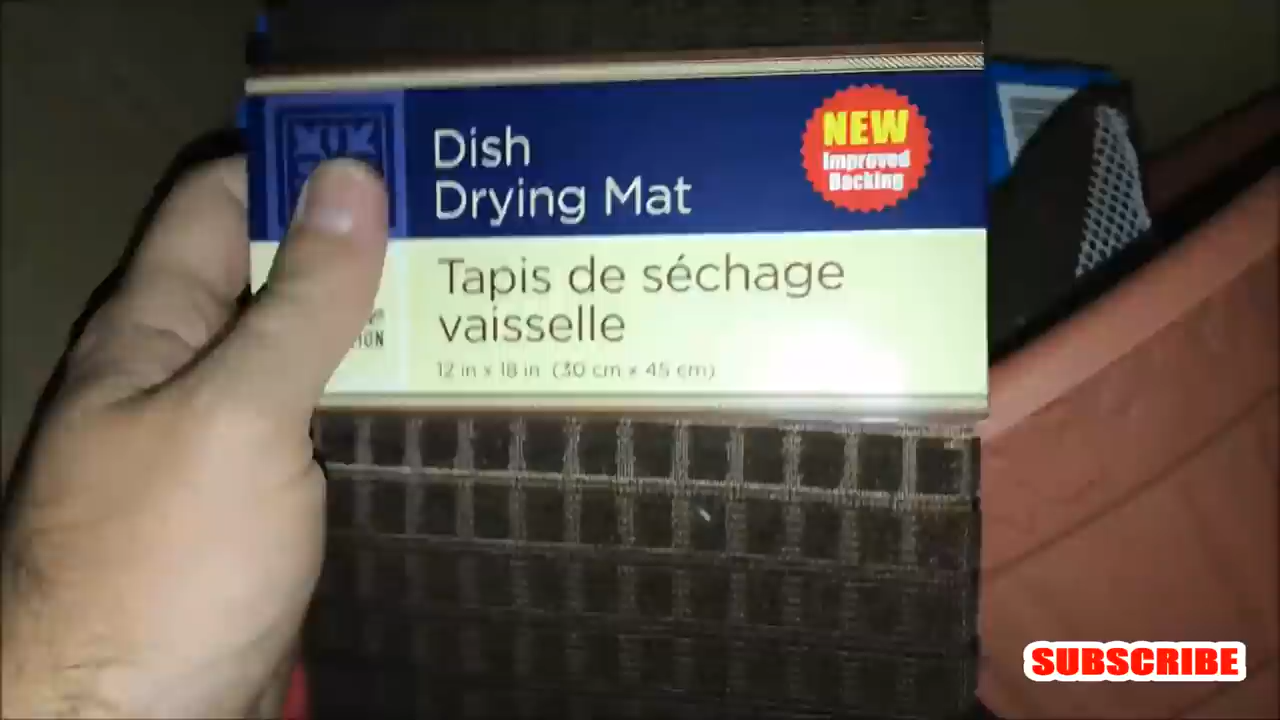 Dish
Drying Mat
NEW
Improved
Backing
Tapis de séchage
vaisselle
12 in x 18 in (30 cm x 45 cm)
SUBSCRIBE